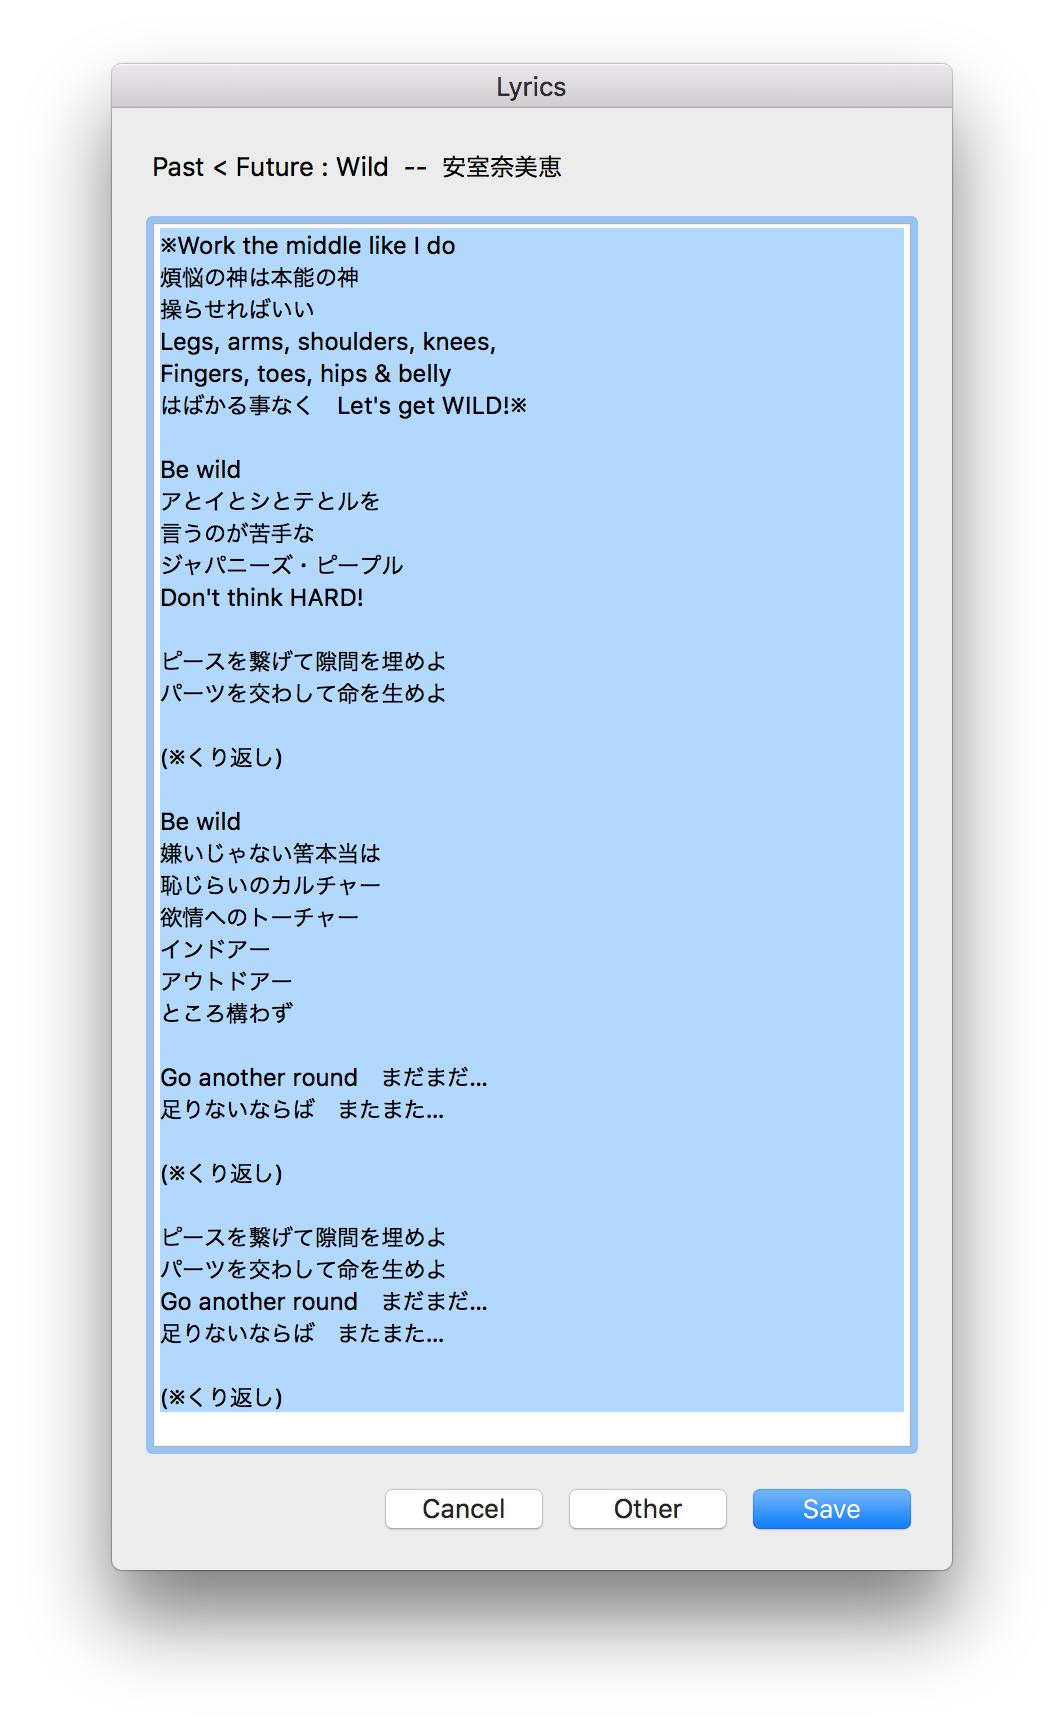 Lyrics
Past < Future : Wild -- 安室奈美恵
※Work the middle like I do
煩悩の神は本能の神
操らせればいい
Legs, arms, shoulders, knees,
Fingers, toes, hips & belly
はばかる事なく　Let's get WILD!※

Be wild
アとイとシとテとルを
言うのが苦手な
ジャパニーズ・ピープル
Don't think HARD!

ピースを繋げて隙間を埋めよ
パーツを交わして命を生めよ

(※くり返し)

Be wild
嫌いじゃない筈本当は
恥じらいのカルチャー
欲情へのトーチャー
インドアー
アウトドアー
ところ構わず

Go another round　まだまだ…
足りないならば　またまた…

(※くり返し)

ピースを繋げて隙間を埋めよ
パーツを交わして命を生めよ
Go another round　まだまだ…
足りないならば　またまた…

(※くり返し)
Cancel
Other
Save